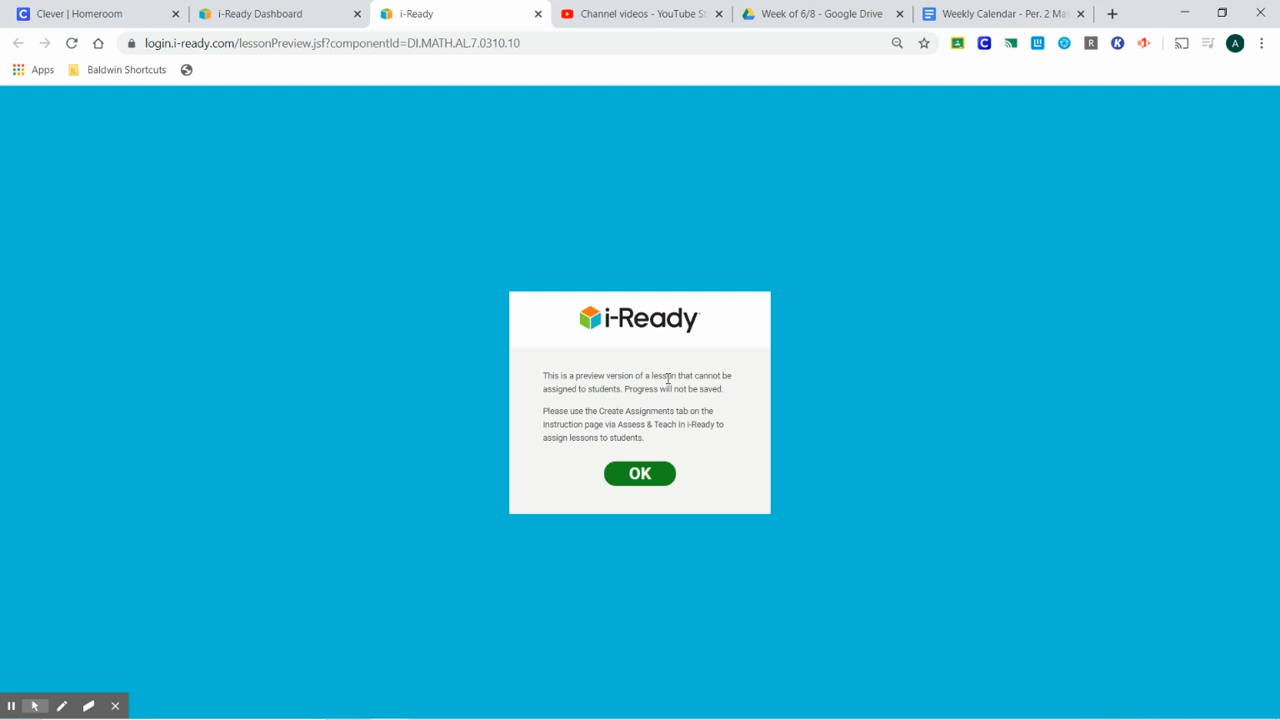 Clever | Homeroom
i-Ready Dashboard
i-Ready
Channel videos - YouTube St
Week of 6/8 - Google Drive
Weekly Calendar - Per. 2 Ma
login.i-ready.com/lessonPreview.jsf?componentId=DI.MATH.AL.7.0310.10
A
Apps
Baldwin Shortcuts
i-Ready
This is a preview version of a lesson that cannot be
assigned to students. Progress will not be saved.
Please use the Create Assignments tab on the
Instruction page via Assess & Teach in i-Ready to
assign lessons to students.
OK